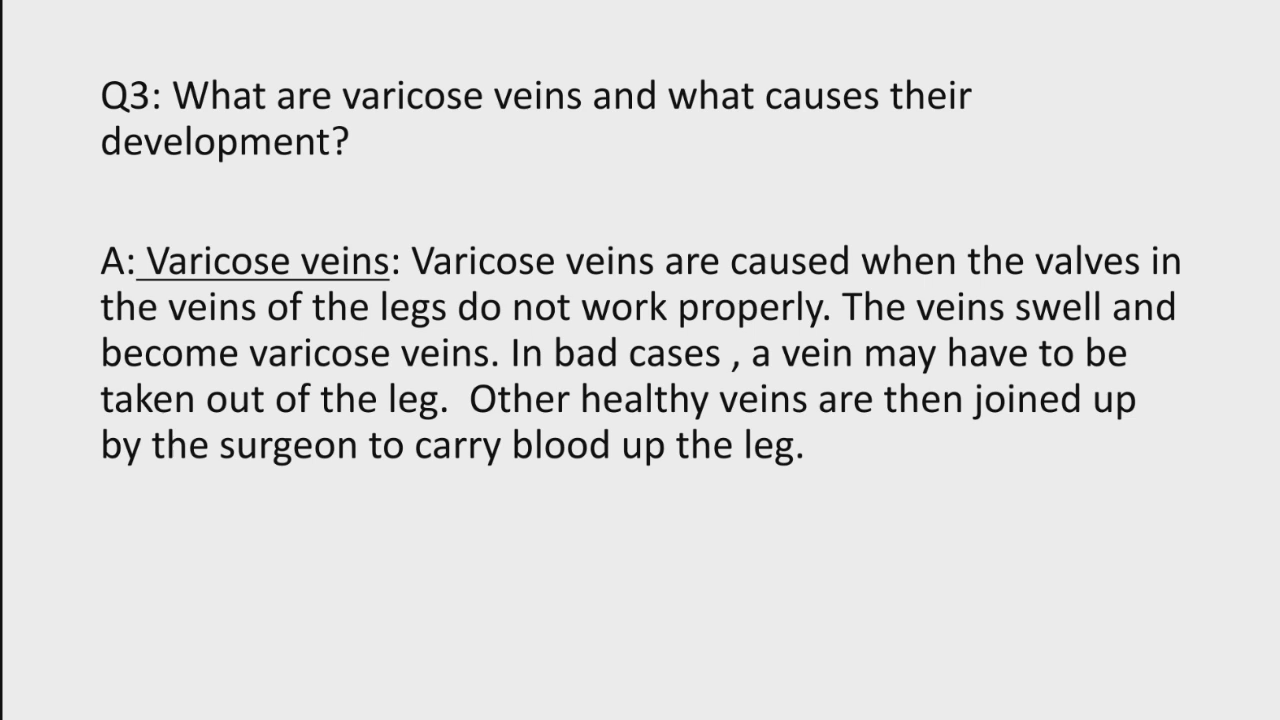 Q3: What are varicose veins and what causes their
development?
A: Varicose veins: Varicose veins are caused when the valves in
the veins of the legs do not work properly. The veins swell and
become varicose veins. In bad cases , a vein may have to be
taken out of the leg.  Other healthy veins are then joined up
by the surgeon to carry blood up the leg.